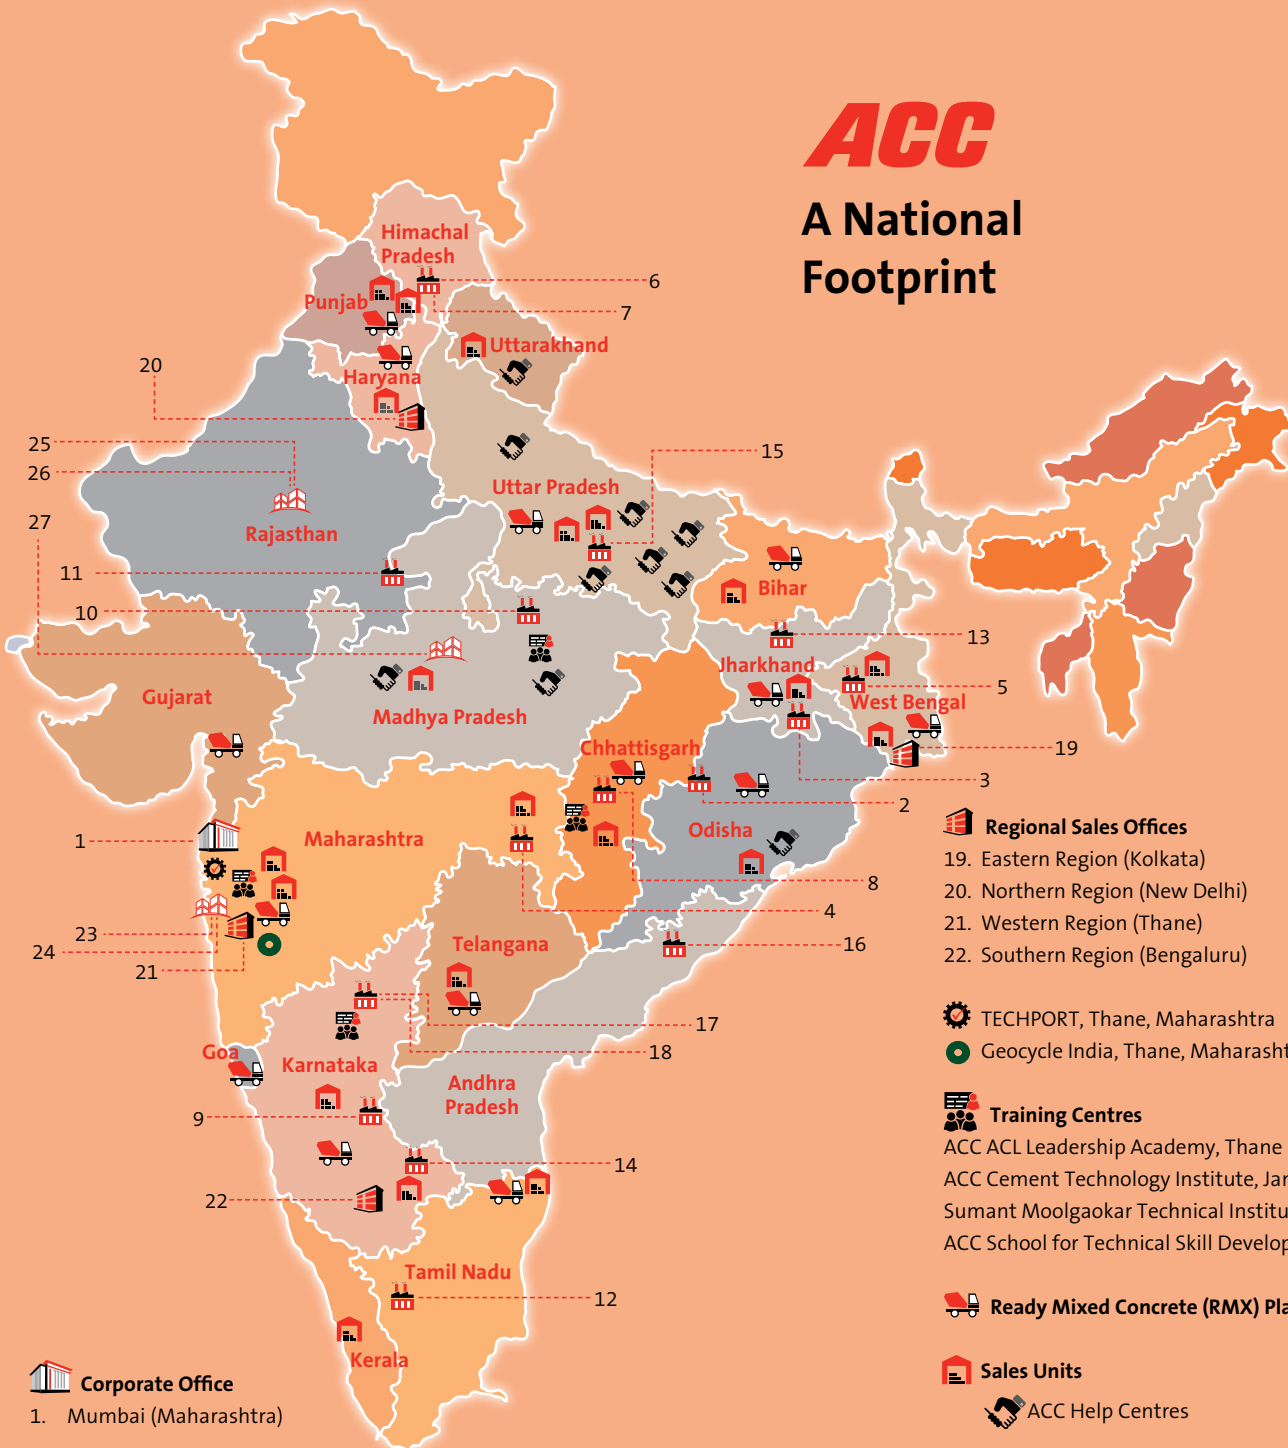 ACC
A National
Footprint
Himachal
Pradesh
6
Punjab
7
Uttarakhand
20
Haryana
25
15
26
Uttar Pradesh
27
Rajasthan
11
Bihar
10
13
Jharkhand
5
Gujarat
West Bengal
Madhya Pradesh
Chhattisgarh
19
3
2
1
Maharashtra
Odisha
8
4
23
Telangana
16
24
21
17
Goa
Karnataka
18
Andhra
Pradesh
9
14
22
Tamil Nadu
12
Kerala
Corporate Office
1. Mumbai (Maharashtra)
Regional Sales Offices
19. Eastern Region (Kolkata)
20. Northern Region (New Delhi)
21. Western Region (Thane)
22. Southern Region (Bengaluru)
TECHPORT, Thane, Maharashtra
Geocycle India, Thane, Maharasht
Training Centres
ACC ACL Leadership Academy, Thane
ACC Cement Technology Institute, Jar
Sumant Moolgaokar Technical Institu
ACC School for Technical Skill Develop
Ready Mixed Concrete (RMX) Pla
Sales Units
ACC Help Centres